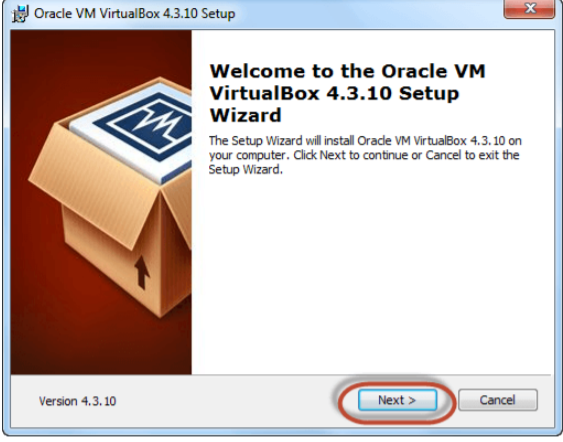 Oracle VM VirtualBox 4.3.10 Setup
Welcome to the Oracle VM
VirtualBox 4.3.10 Setup
Wizard
The Setup Wizard will install Oracle VM VirtualBox 4.3.10 on
your computer. Click Next to continue or Cancel to exit the
Setup Wizard.
Version 4.3.10
Next >
Cancel